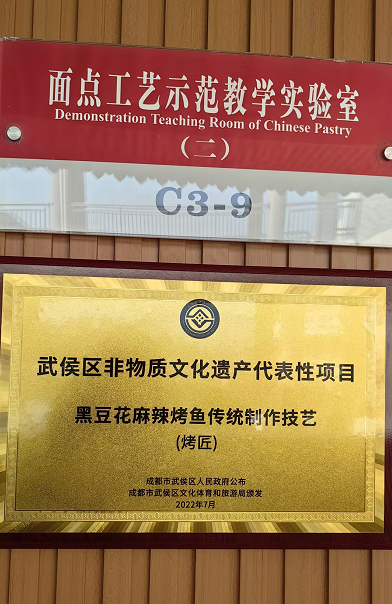 面点工艺示范教学实验室
Demonstration Teaching Room of Chinese Pastry
（二）
C3-9
武侯区非物质文化遗产代表性项目
黑豆花麻辣烤鱼传统制作技艺
(烤匠)
成都市武侯区人民政府公布
成都市武侯区文化体育和旅游局颁发
2022年7月